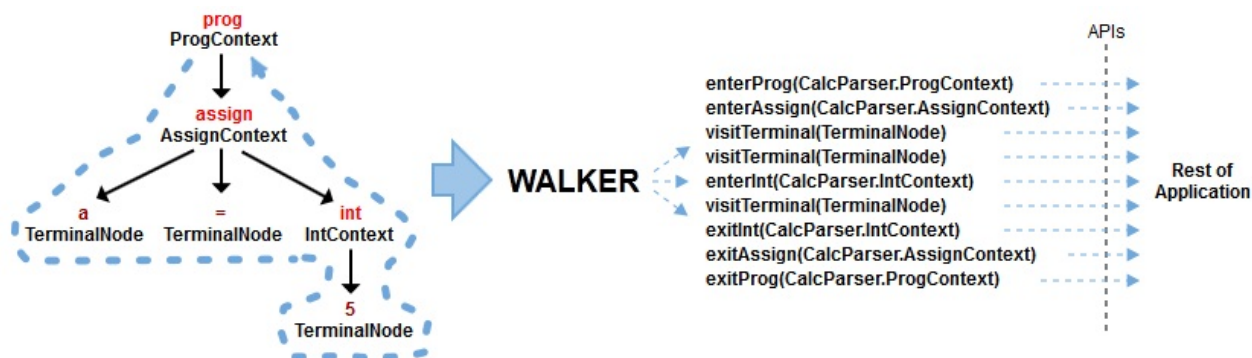 prog
ProgContext
assign
AssignContext
a
TerminalNode
=
TerminalNode
int
IntContext
5
TerminalNode
WALKER
APIs
enterProg(CalcParser.ProgContext)
enterAssign(CalcParser.AssignContext)
visitTerminal(TerminalNode)
visitTerminal(TerminalNode)
enterInt(CalcParser.IntContext)
visitTerminal(TerminalNode)
exitInt(CalcParser.IntContext)
exitAssign(CalcParser.AssignContext)
exitProg(CalcParser.ProgContext)
Rest of
Application